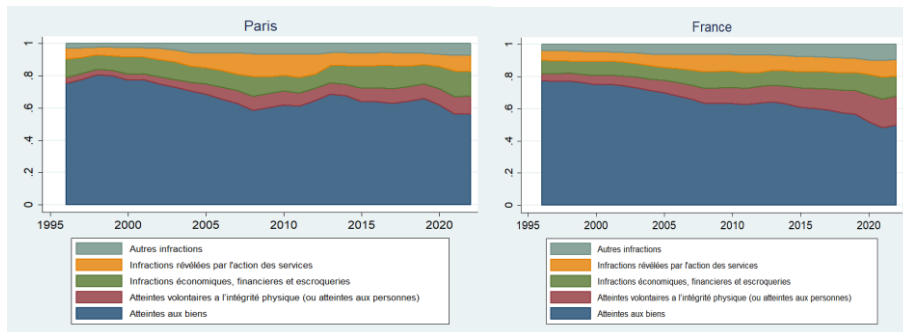 Paris
1
.8
.6
.4
.2
0
1995 2000 2005 2010 2015 2020
Autres infractions
Infractions révélées par l'action des services
Infractions économiques, financieres et escroqueries
Atteintes volontaires a l'intégrité physique (ou atteintes aux personnes)
Atteintes aux biens
France
1
.8
.6
.4
.2
0
1995 2000 2005 2010 2015 2020
Autres infractions
Infractions révélées par l'action des services
Infractions économiques, financieres et escroqueries
Atteintes volontaires a l'intégrité physique (ou atteintes aux personnes)
Atteintes aux biens